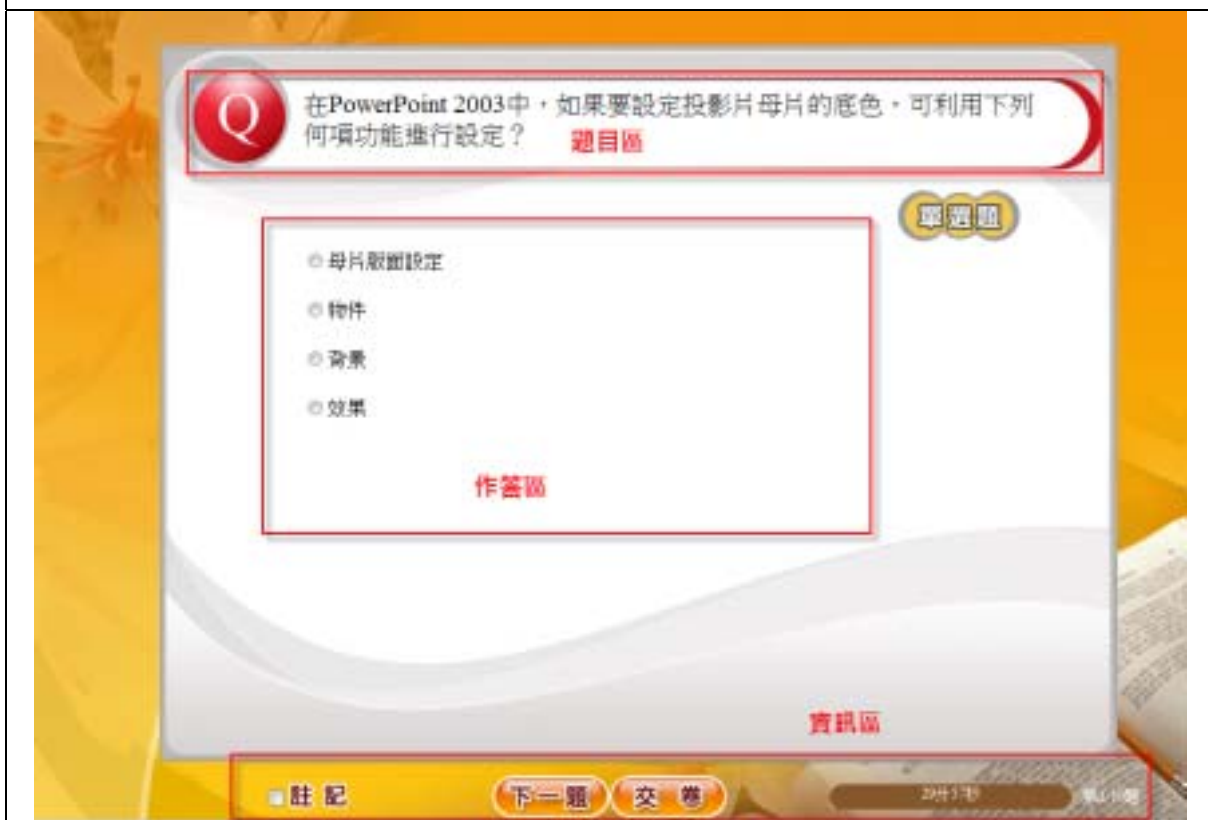 Q
在PowerPoint 2003中，如果要設定投影片母片的底色，可利用下列
何項功能進行設定？
題目區
單選題
母片版面設定
物件
背景
效果
作答區
資訊區
註記
下一題
交卷